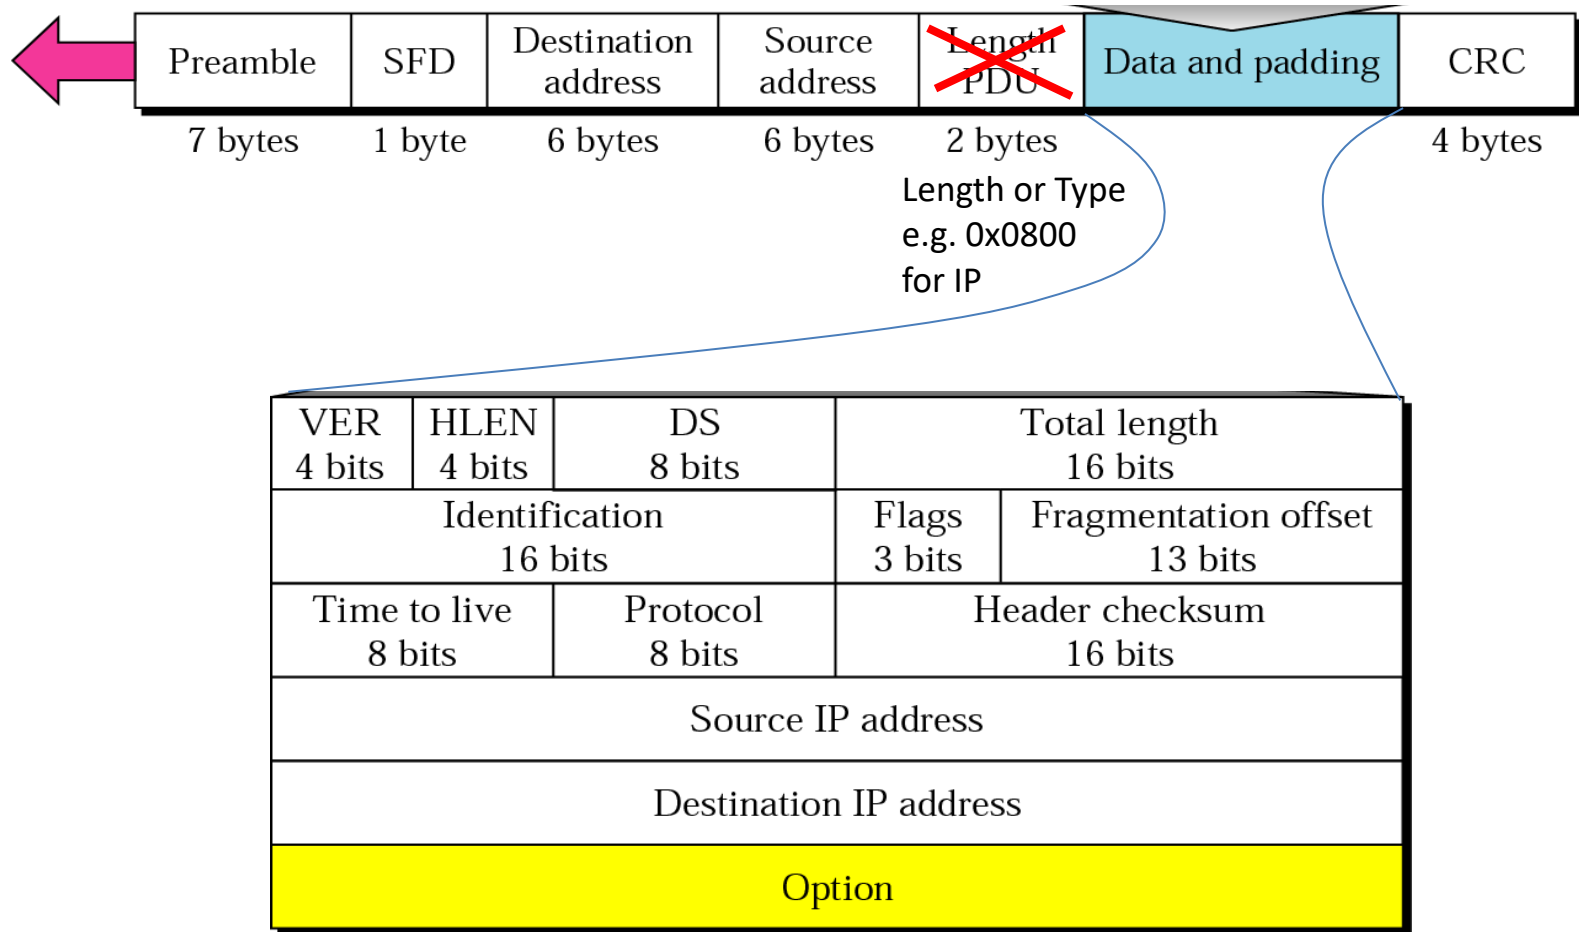 Preamble
SFD
Destination
address
Source
address
Length
PDU
Data and padding
CRC
7 bytes
1 byte
6 bytes
6 bytes
2 bytes
4 bytes
Length or Type
e.g. 0x0800
for IP
VER
4 bits
HLEN
4 bits
DS
8 bits
Total length
16 bits
Identification
16 bits
Flags
3 bits
Fragmentation offset
13 bits
Time to live
8 bits
Protocol
8 bits
Header checksum
16 bits
Source IP address
Destination IP address
Option